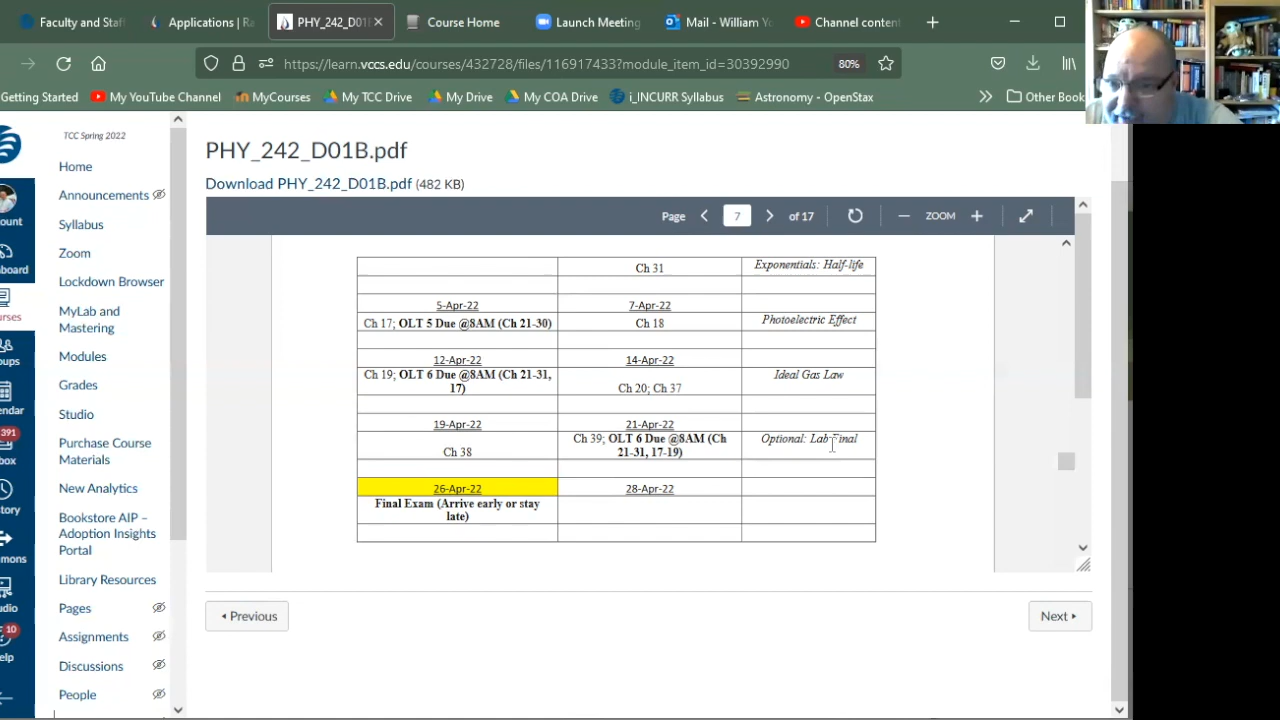 Faculty and Staff
Applications | Ra
PHY_242_D01B
Course Home
Launch Meeting
Mail - William Yo
Channel content
https://learn.vccs.edu/courses/432728/files/116917433?module_item_id=30392990
80%
Getting Started
My YouTube Channel
MyCourses
My TCC Drive
My Drive
My COA Drive
i_INCURR Syllabus
Astronomy - OpenStax
Other Book
TCC Spring 2022
Home
Announcements
Syllabus
Zoom
Lockdown Browser
MyLab and
Mastering
Modules
Grades
Studio
Purchase Course
Materials
New Analytics
Bookstore AIP –
Adoption Insights
Portal
Library Resources
Pages
Assignments
Discussions
People
391
10
PHY_242_D01B.pdf
Download PHY_242_D01B.pdf (482 KB)
Page 7 of 17
ZOOM
Ch 31
Exponentials: Half-life
5-Apr-22
7-Apr-22
Ch 17; OLT 5 Due @8AM (Ch 21-30)
Ch 18
Photoelectric Effect
12-Apr-22
14-Apr-22
Ch 19; OLT 6 Due @8AM (Ch 21-31,
17)
Ch 20; Ch 37
Ideal Gas Law
19-Apr-22
21-Apr-22
Ch 38
Ch 39; OLT 6 Due @8AM (Ch
21-31, 17-19)
Optional: Lab Final
26-Apr-22
28-Apr-22
Final Exam (Arrive early or stay
late)
Previous
Next